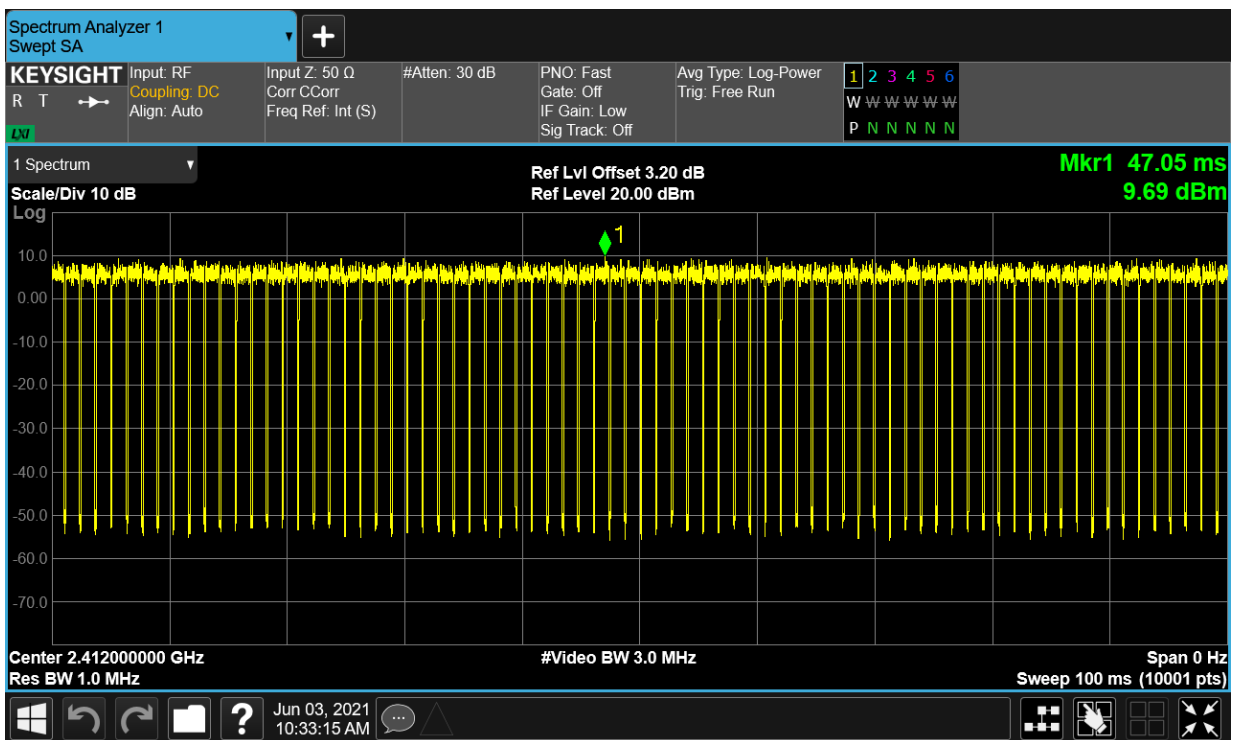 Spectrum Analyzer 1
Swept SA
KEYSIGHT
R T
LXI
Input: RF
Coupling: DC
Align: Auto
Input Z: 50 Ω
Corr CCorr
Freq Ref: Int (S)
#Atten: 30 dB
PNO: Fast
Gate: Off
IF Gain: Low
Sig Track: Off
Avg Type: Log-Power
Trig: Free Run
1 2 3 4 5 6
W W W W W W
P N N N N N
1 Spectrum
Scale/Div 10 dB
Ref Lvl Offset 3.20 dB
Ref Level 20.00 dBm
Mkr1 47.05 ms
9.69 dBm
Log
1
10.0
0.00
-10.0
-20.0
-30.0
-40.0
-50.0
-60.0
-70.0
Center 2.412000000 GHz
Res BW 1.0 MHz
#Video BW 3.0 MHz
Span 0 Hz
Sweep 100 ms (10001 pts)
?
Jun 03, 2021
10:33:15 AM